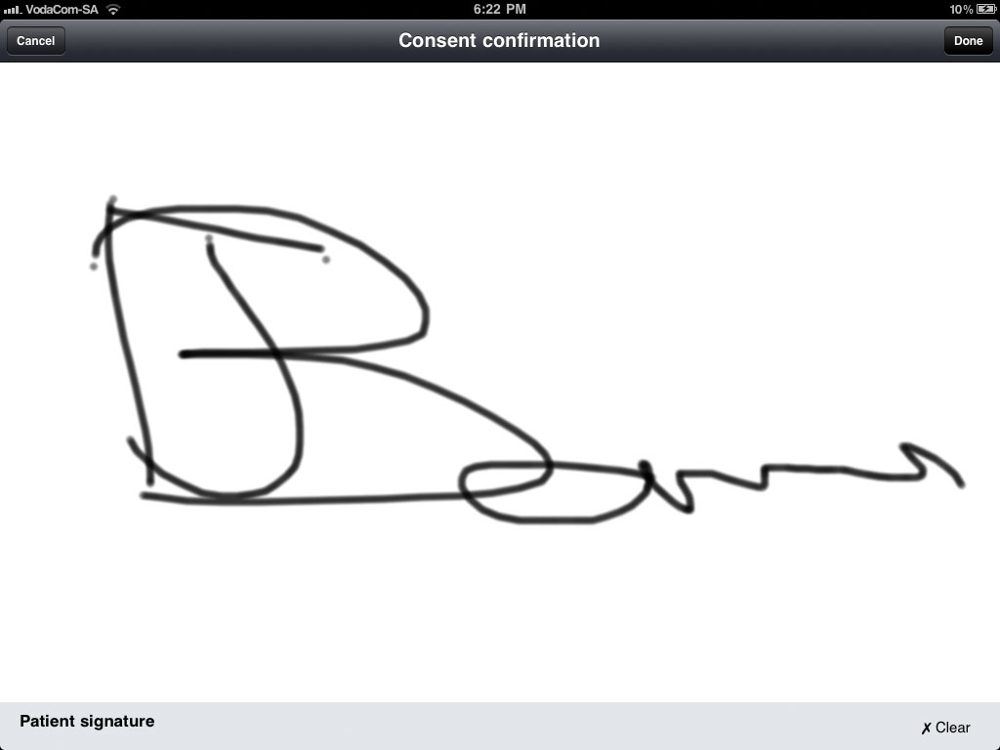 VodaCom-SA 6:22 PM 10%
Cancel Consent confirmation Done
Patient signature
✗ Clear